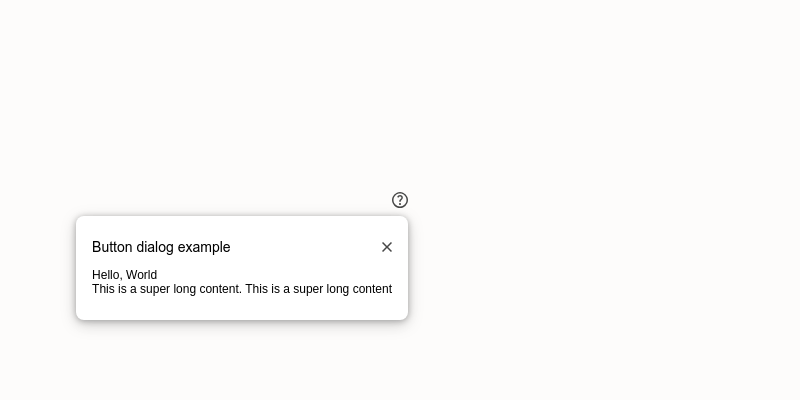 Button dialog example
Hello, World
This is a super long content. This is a super long content